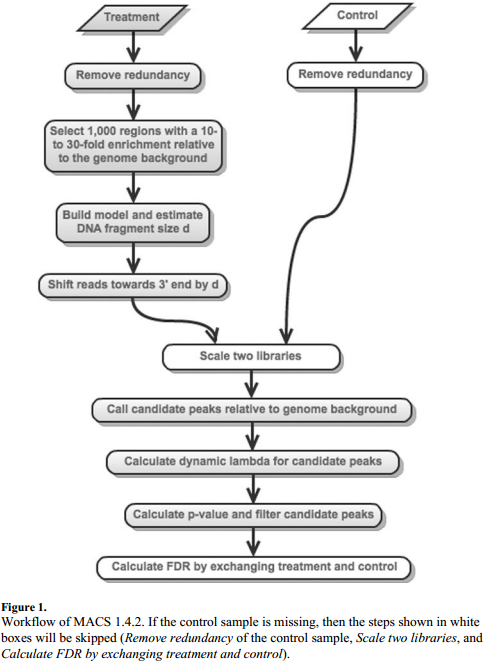 Treatment
Control
Remove redundancy
Remove redundancy
Select 1,000 regions with a 10-
to 30-fold enrichment relative
to the genome background
Build model and estimate
DNA fragment size d
Shift reads towards 3' end by d
Scale two libraries
Call candidate peaks relative to genome background
Calculate dynamic lambda for candidate peaks
Calculate p-value and filter candidate peaks
Calculate FDR by exchanging treatment and control
Figure 1.
Workflow of MACS 1.4.2. If the control sample is missing, then the steps shown in white
boxes will be skipped (Remove redundancy of the control sample, Scale two libraries, and
Calculate FDR by exchanging treatment and control).